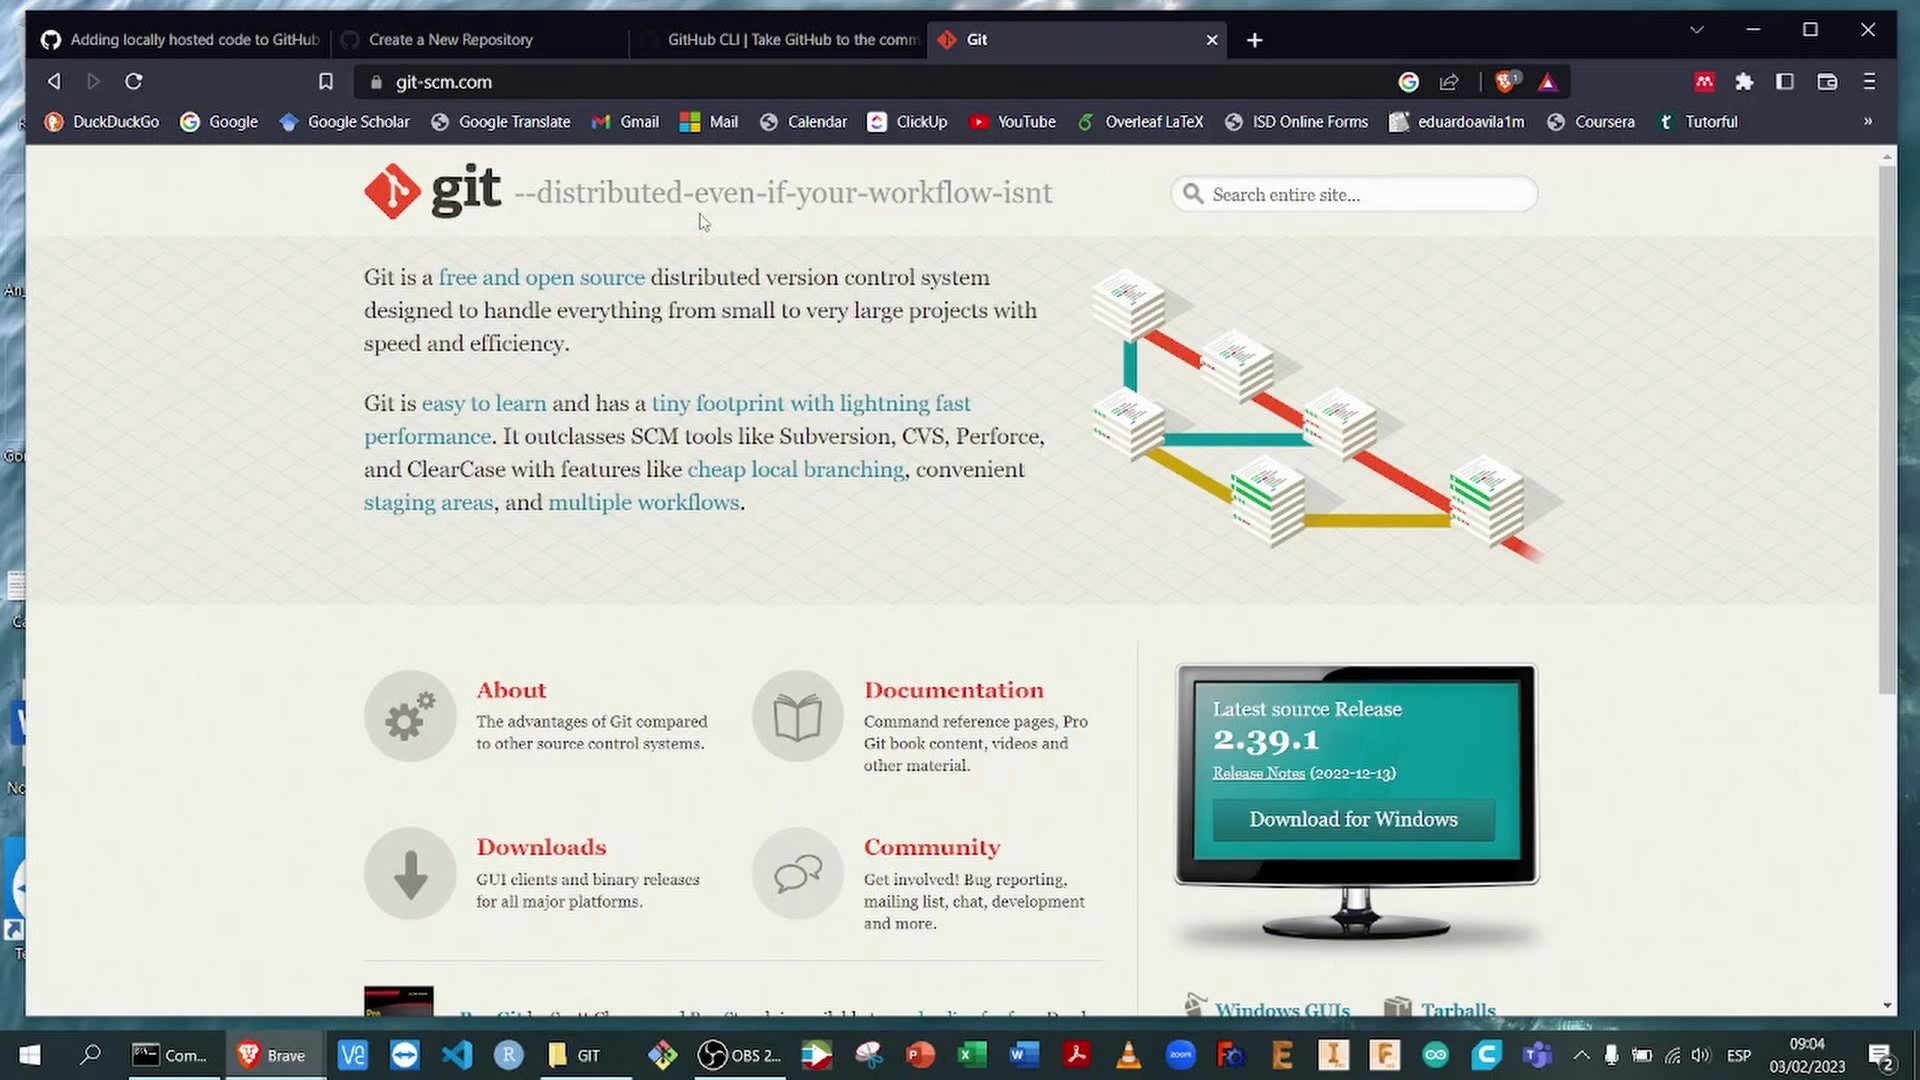 Adding locally hosted code to GitHub
Create a New Repository
GitHub CLI | Take GitHub to the comm
Git
git-scm.com
1
DuckDuckGo
Google
Google Scholar
Google Translate
Gmail
Mail
Calendar
ClickUp
YouTube
Overleaf LaTeX
ISD Online Forms
eduardoavila1m
Coursera
Tutorful
»
git --distributed-even-if-your-workflow-isnt
Search entire site...
Git is a free and open source distributed version control system
designed to handle everything from small to very large projects with
speed and efficiency.
Git is easy to learn and has a tiny footprint with lightning fast
performance. It outclasses SCM tools like Subversion, CVS, Perforce,
and ClearCase with features like cheap local branching, convenient
staging areas, and multiple workflows.
About
The advantages of Git compared
to other source control systems.
Documentation
Command reference pages, Pro
Git book content, videos and
other material.
Downloads
GUI clients and binary releases
for all major platforms.
Community
Get involved! Bug reporting,
mailing list, chat, development
and more.
Latest source Release
2.39.1
Release Notes (2022-12-13)
Download for Windows
Windows GUIs
Tarballs
Pro
Com...
Brave
GIT
OBS 2...
zoom
ESP
09:04
03/02/2023
2